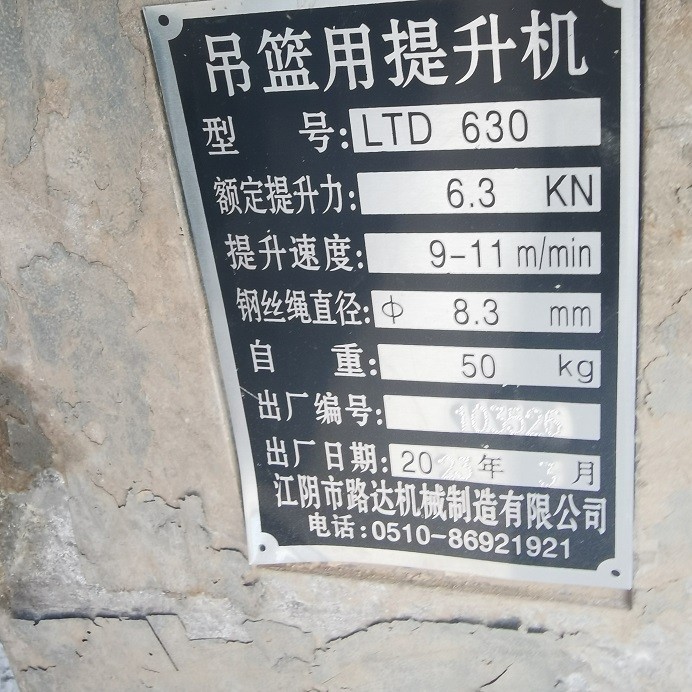 吊篮用提升机
型 号: LTD 630
额定提升力: 6.3 KN
提升速度: 9-11 m/min
钢丝绳直径: ф 8.3 mm
自 重: 50 kg
出厂编号: 103526
出厂日期: 20 年 3月
江阴市路达机械制造有限公司
电话:0510-86921921